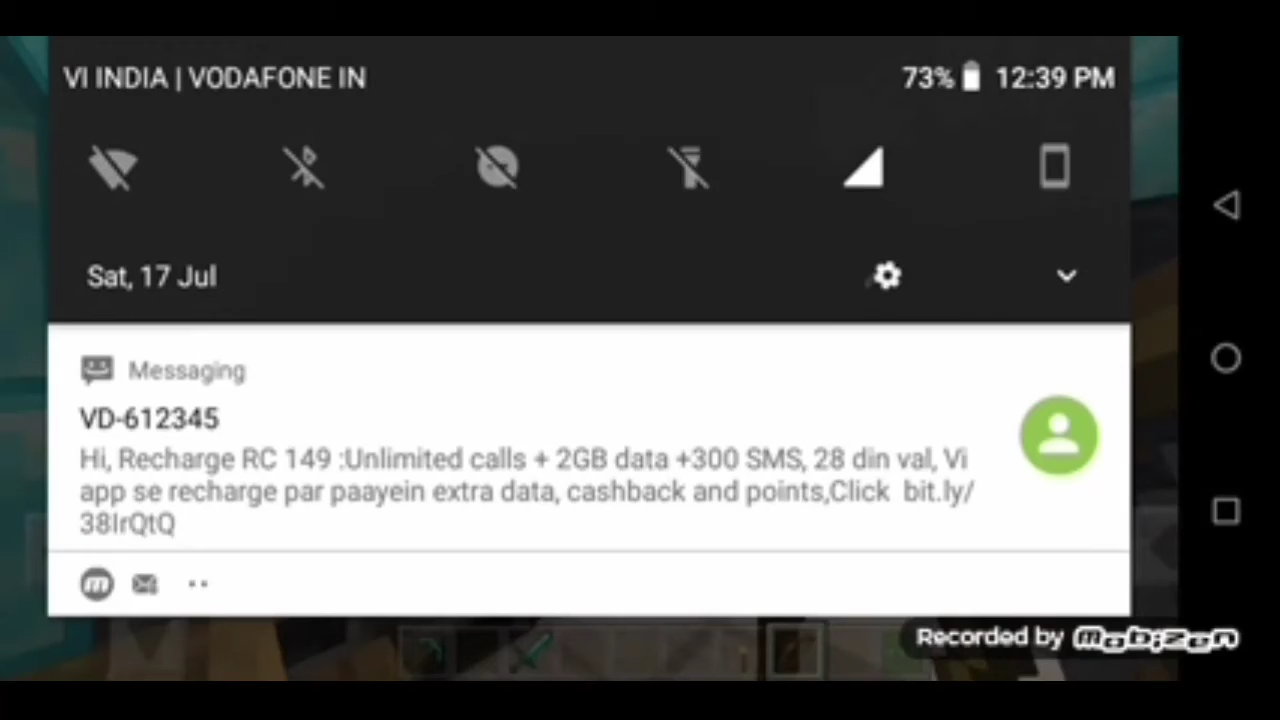 VI INDIA | VODAFONE IN
73% 12:39 PM
Sat, 17 Jul
Messaging
VD-612345
Hi, Recharge RC 149 :Unlimited calls + 2GB data +300 SMS, 28 din val, Vi
app se recharge par paayein extra data, cashback and points,Click bit.ly/
38IrQtQ
Recorded by mobizen